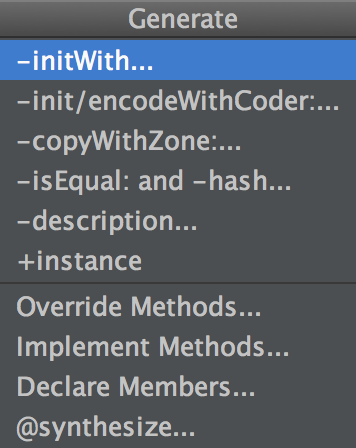 Generate
-initWith...
-init/encodeWithCoder:...
-copyWithZone:...
-isEqual: and -hash...
-description...
+instance
Override Methods...
Implement Methods...
Declare Members...
@synthesize...